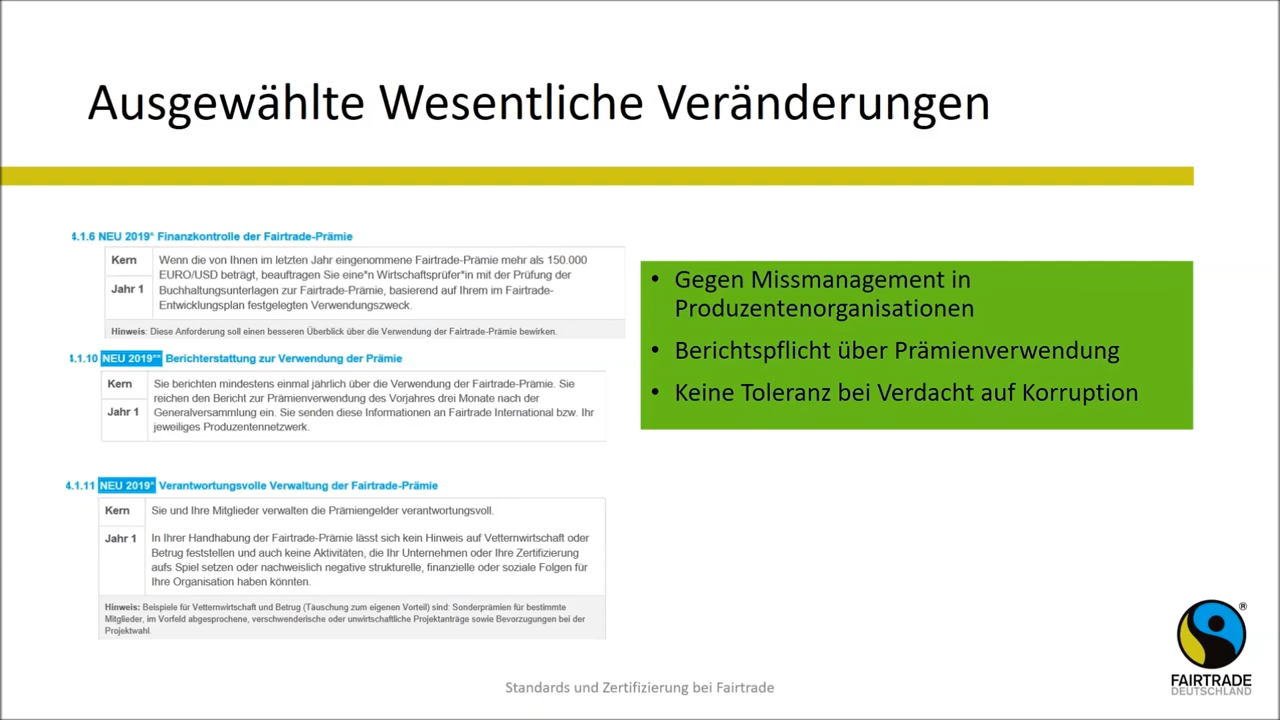 Ausgewählte Wesentliche Veränderungen
4.1.6 NEU 2019* Finanzkontrolle der Fairtrade-Prämie
Kern
Jahr 1
Wenn die von Ihnen im letzten Jahr eingenommene Fairtrade-Prämie mehr als 150.000
EURO/USD beträgt, beauftragen Sie eine*n Wirtschaftsprüfer*in mit der Prüfung der
Buchhaltungsunterlagen zur Fairtrade-Prämie, basierend auf Ihrem im Fairtrade-
Entwicklungsplan festgelegten Verwendungszweck.
Hinweis: Diese Anforderung soll einen besseren Überblick über die Verwendung der Fairtrade-Prämie bewirken.
4.1.10 NEU 2019** Berichterstattung zur Verwendung der Prämie
Kern
Jahr 1
Sie berichten mindestens einmal jährlich über die Verwendung der Fairtrade-Prämie. Sie
reichen den Bericht zur Prämienverwendung des Vorjahres drei Monate nach der
Generalversammlung ein. Sie senden diese Informationen an Fairtrade International bzw. Ihr
jeweiliges Produzentennetzwerk.
4.1.11 NEU 2019* Verantwortungsvolle Verwaltung der Fairtrade-Prämie
Kern
Jahr 1
Sie und Ihre Mitglieder verwalten die Prämiengelder verantwortungsvoll.
In Ihrer Handhabung der Fairtrade-Prämie lässt sich kein Hinweis auf Vetternwirtschaft oder
Betrug feststellen und auch keine Aktivitäten, die Ihr Unternehmen oder Ihre Zertifizierung
aufs Spiel setzen oder nachweislich negative strukturelle, finanzielle oder soziale Folgen für
Ihre Organisation haben könnten.
Hinweis: Beispiele für Vetternwirtschaft und Betrug (Täuschung zum eigenen Vorteil) sind: Sonderprämien für bestimmte
Mitglieder, im Vorfeld abgesprochene, verschwenderische oder unwirtschaftliche Projektanträge sowie Bevorzugungen bei der
Projektwahl.
• Gegen Missmanagement in
Produzentenorganisationen
• Berichtspflicht über Prämienverwendung
• Keine Toleranz bei Verdacht auf Korruption
Standards und Zertifizierung bei Fairtrade
®
FAIRTRADE
DEUTSCHLAND